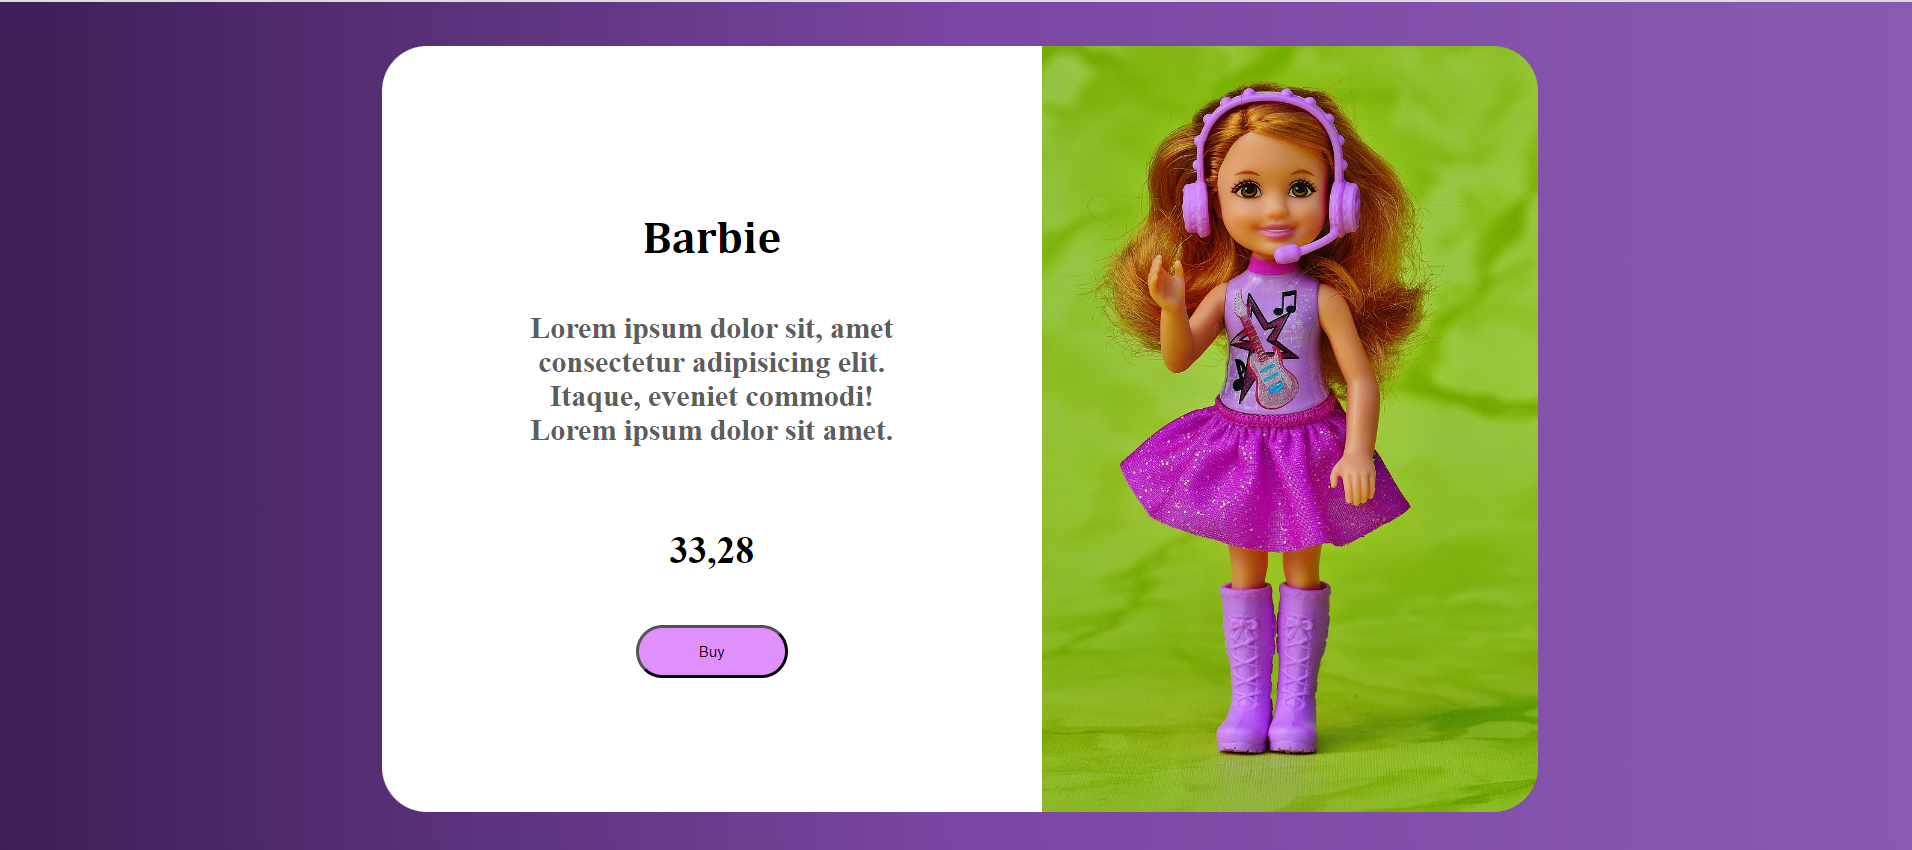 Barbie
Lorem ipsum dolor sit, amet
consectetur adipisicing elit.
Itaque, eveniet commodi!
Lorem ipsum dolor sit amet.
33,28
Buy